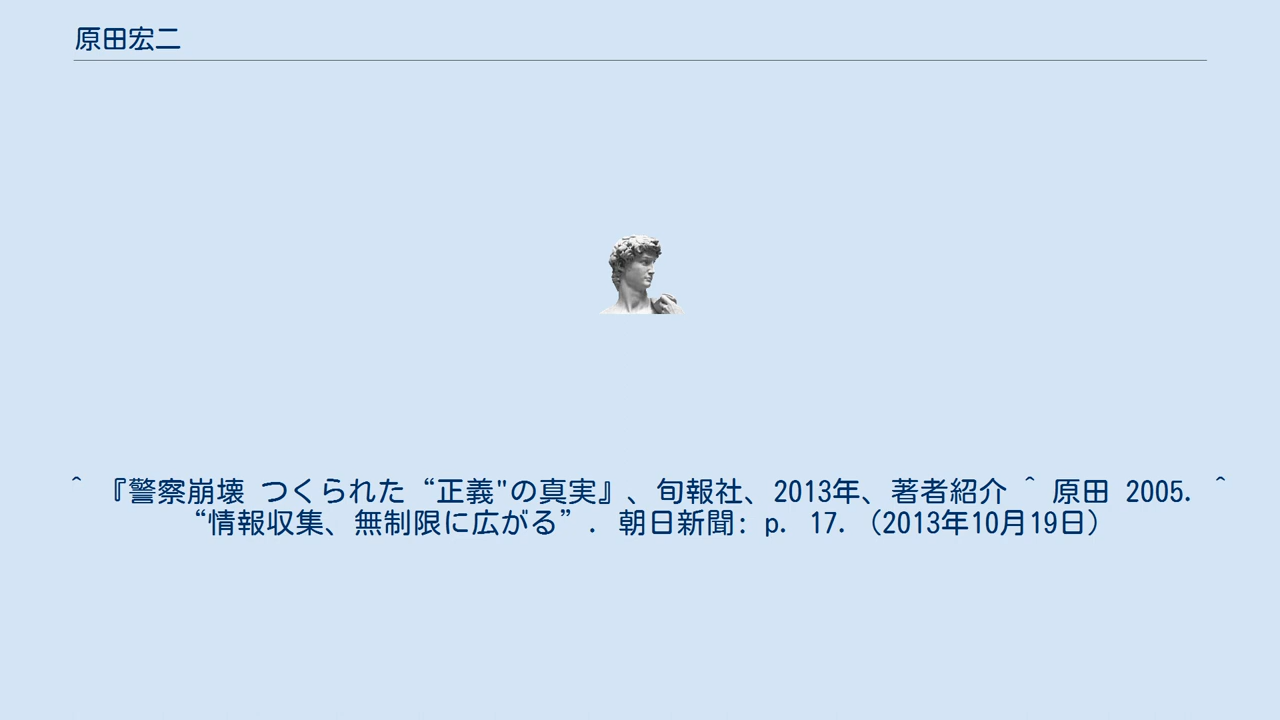 原田宏二
^ 『警察崩壊 つくられた“正義"の真実』、旬報社、2013年、著者紹介 ^ 原田 2005. ^
“情報収集、無制限に広がる”. 朝日新聞: p. 17. (2013年10月19日)